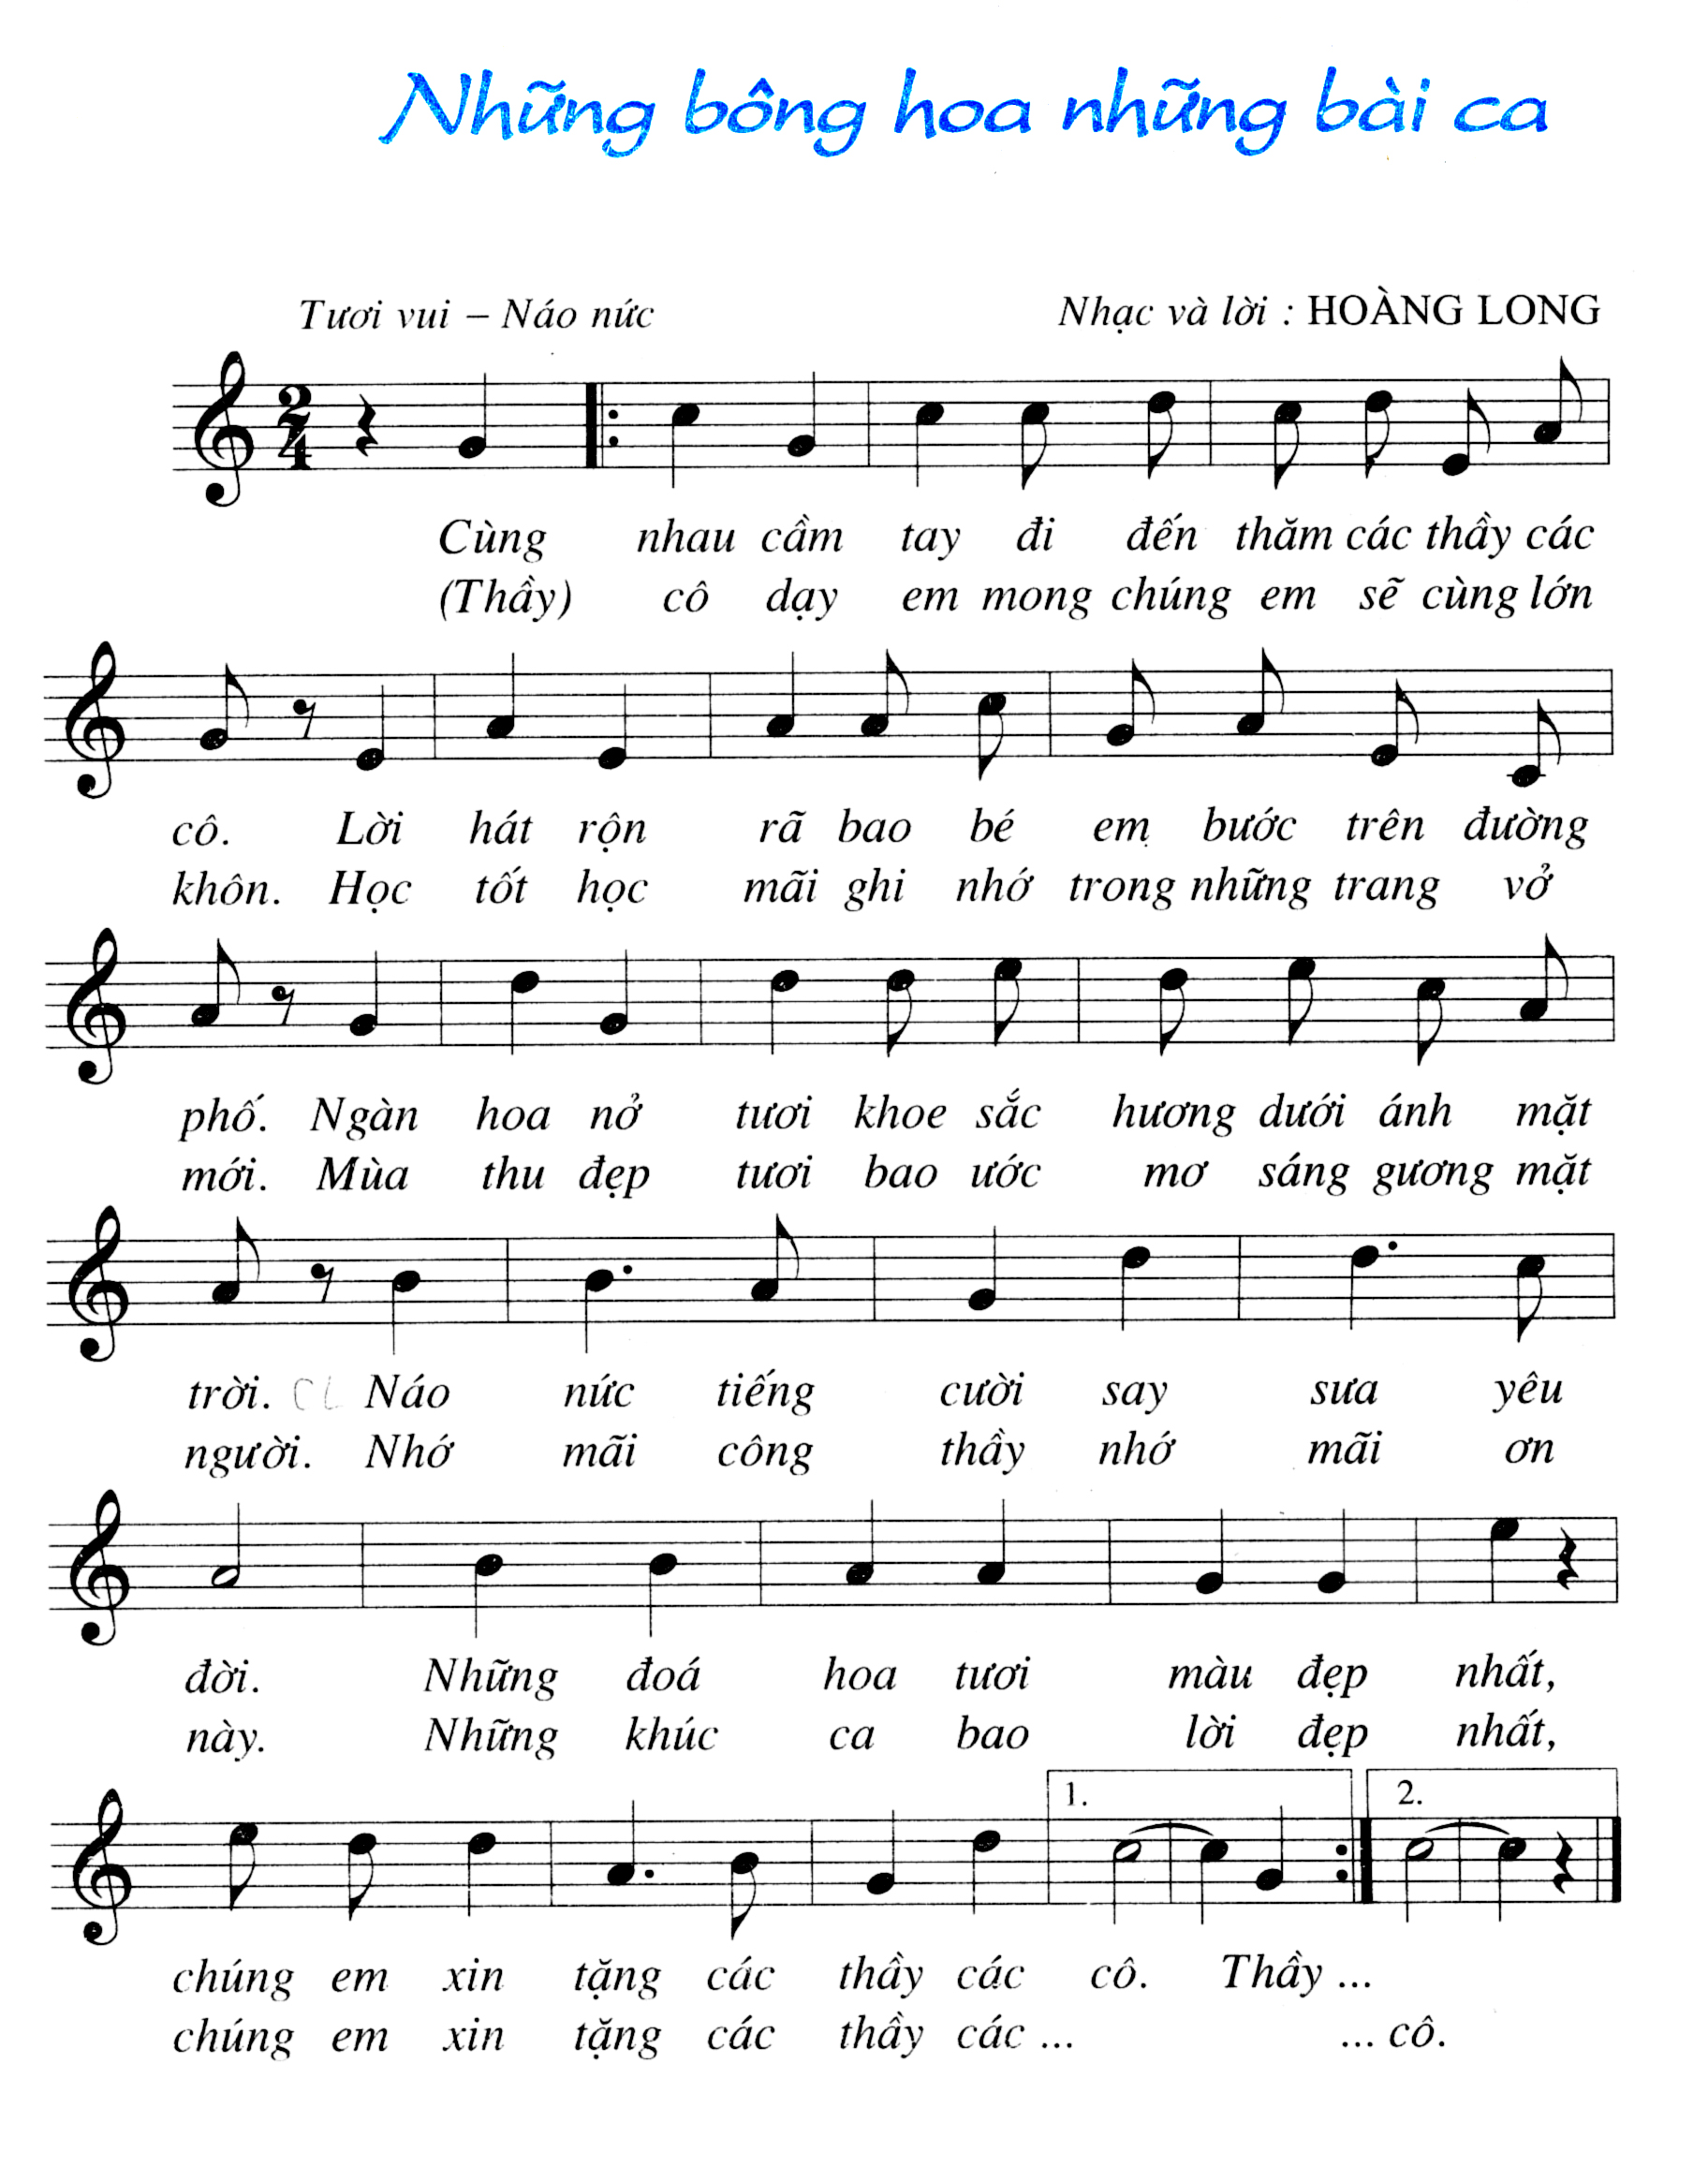 Những bông hoa những bài ca
Tươi vui – Náo nức
Nhạc và lời : HOÀNG LONG
2
4
Cùng nhau cầm tay đi đến thăm các thầy các
(Thầy) cô dạy em mong chúng em sẽ cùng lớn
cô. Lời hát rộn rã bao bé em bước trên đường
khôn. Học tốt học mãi ghi nhớ trong những trang vở
phố. Ngàn hoa nở tươi khoe sắc hương dưới ánh mặt
mới. Mùa thu đẹp tươi bao ước mơ sáng gương mặt
trời. Náo nức tiếng cười say sưa yêu
người. Nhớ mãi công thầy nhớ mãi ơn
đời. Những đoá hoa tươi màu đẹp nhất,
này. Những khúc ca bao lời đẹp nhất,
1. 2.
chúng em xin tặng các thầy các cô. Thầy ...
chúng em xin tặng các thầy các ... ... cô.